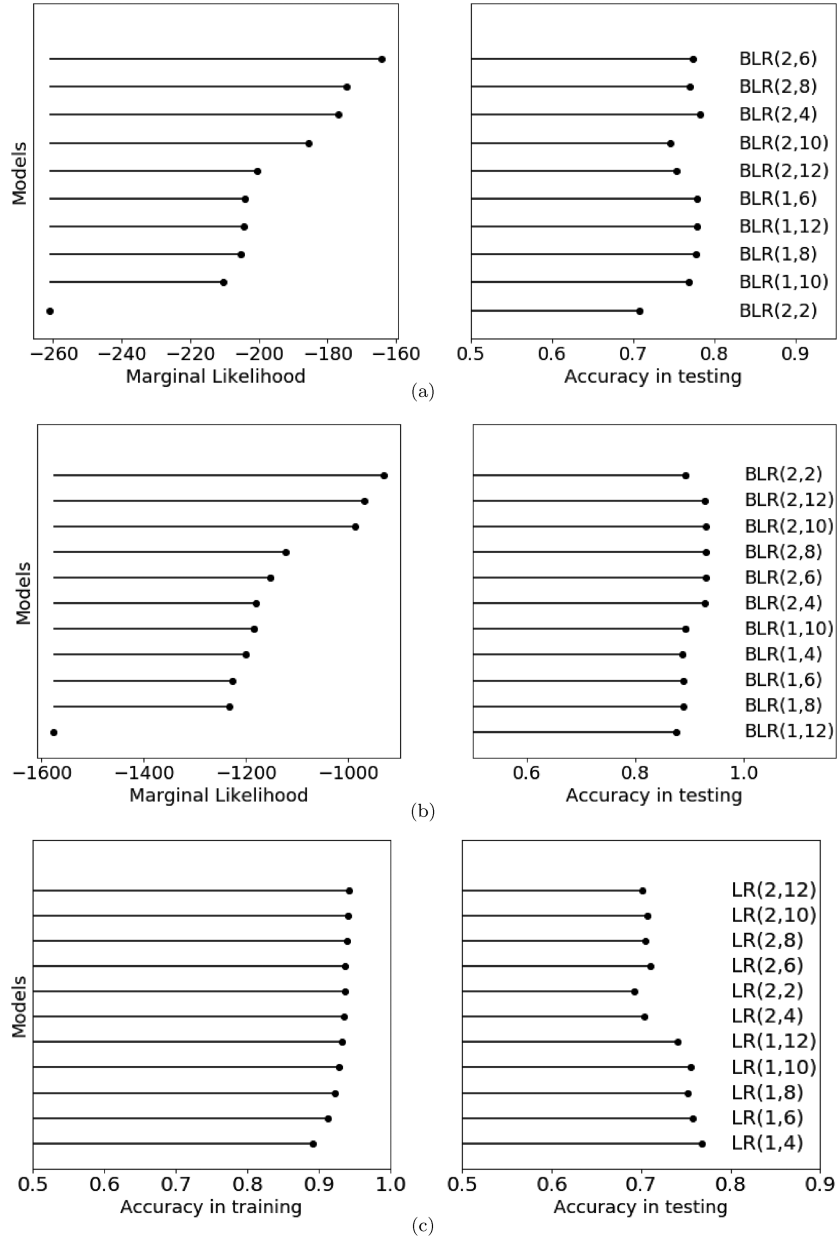 Models
BLR(2,6)
BLR(2,8)
BLR(2,4)
BLR(2,10)
BLR(2,12)
BLR(1,6)
BLR(1,12)
BLR(1,8)
BLR(1,10)
BLR(2,2)
−260 −240 −220 −200 −180 −160
Marginal Likelihood
0.5 0.6 0.7 0.8 0.9
Accuracy in testing
(a)
Models
BLR(2,2)
BLR(2,12)
BLR(2,10)
BLR(2,8)
BLR(2,6)
BLR(2,4)
BLR(1,10)
BLR(1,4)
BLR(1,6)
BLR(1,8)
BLR(1,12)
−1600 −1400 −1200 −1000
Marginal Likelihood
0.6 0.8 1.0
Accuracy in testing
(b)
Models
LR(2,12)
LR(2,10)
LR(2,8)
LR(2,6)
LR(2,2)
LR(2,4)
LR(1,12)
LR(1,10)
LR(1,8)
LR(1,6)
LR(1,4)
0.5 0.6 0.7 0.8 0.9 1.0
Accuracy in training
0.5 0.6 0.7 0.8 0.9
Accuracy in testing
(c)